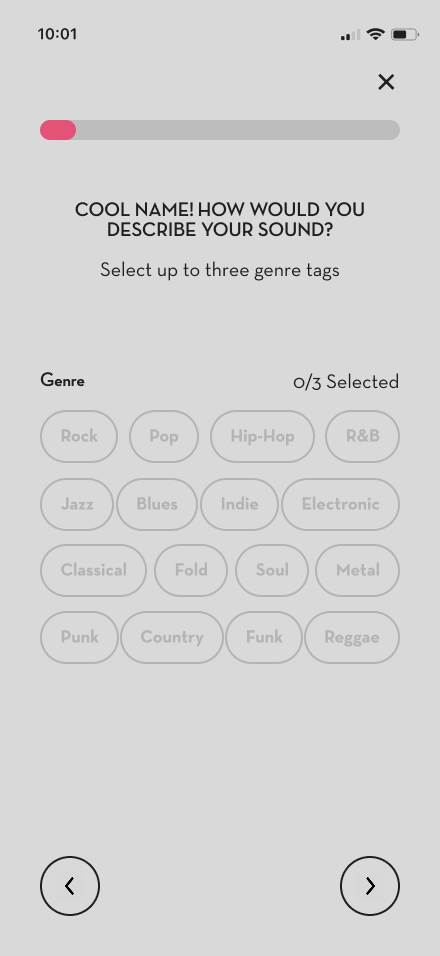 10:01
COOL NAME! HOW WOULD YOU
DESCRIBE YOUR SOUND?
Select up to three genre tags
Genre 0/3 Selected
Rock Pop Hip-Hop R&B
Jazz Blues Indie Electronic
Classical Fold Soul Metal
Punk Country Funk Reggae